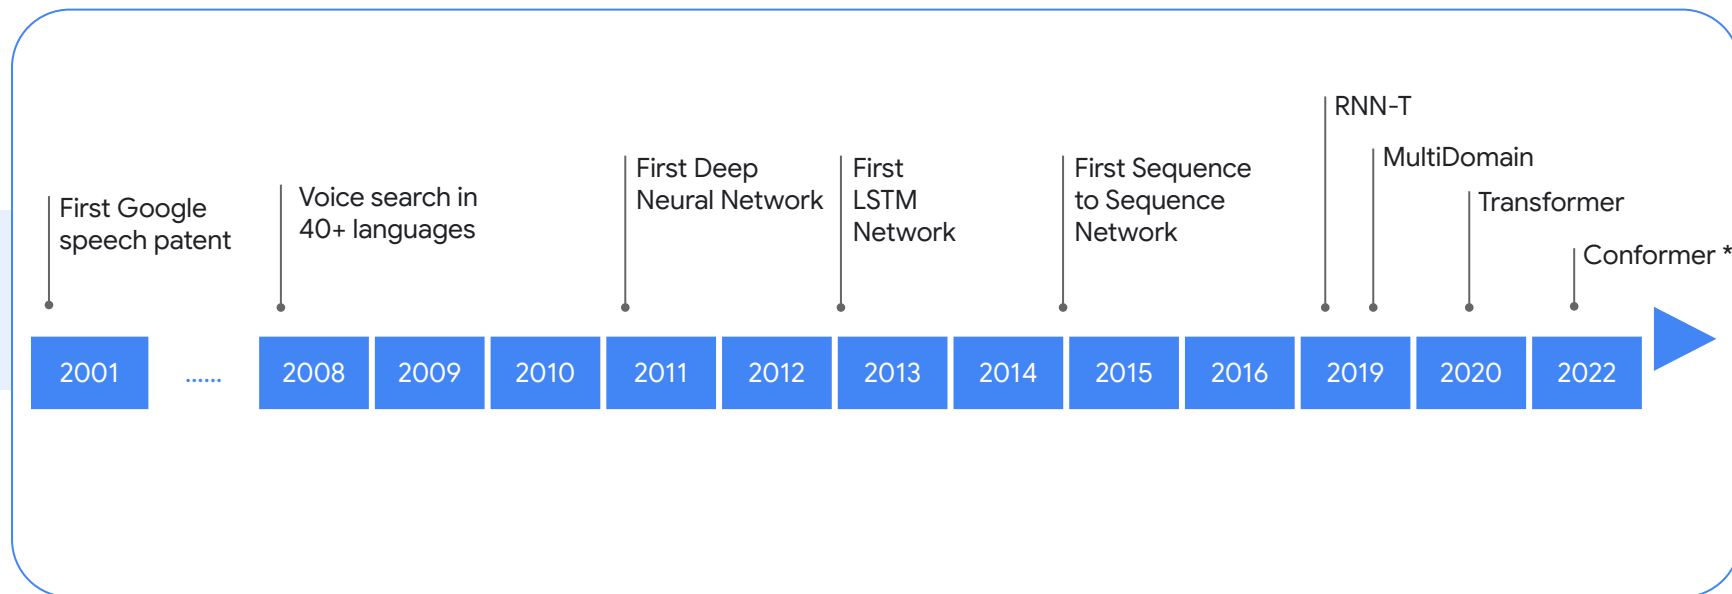 RNN-T
MultiDomain
First Deep
Neural Network
First
LSTM
Network
First Sequence
to Sequence
Network
Voice search in
40+ languages
First Google
speech patent
Transformer
Conformer *
2001
......
2008
2009
2010
2011
2012
2013
2014
2015
2016
2019
2020
2022